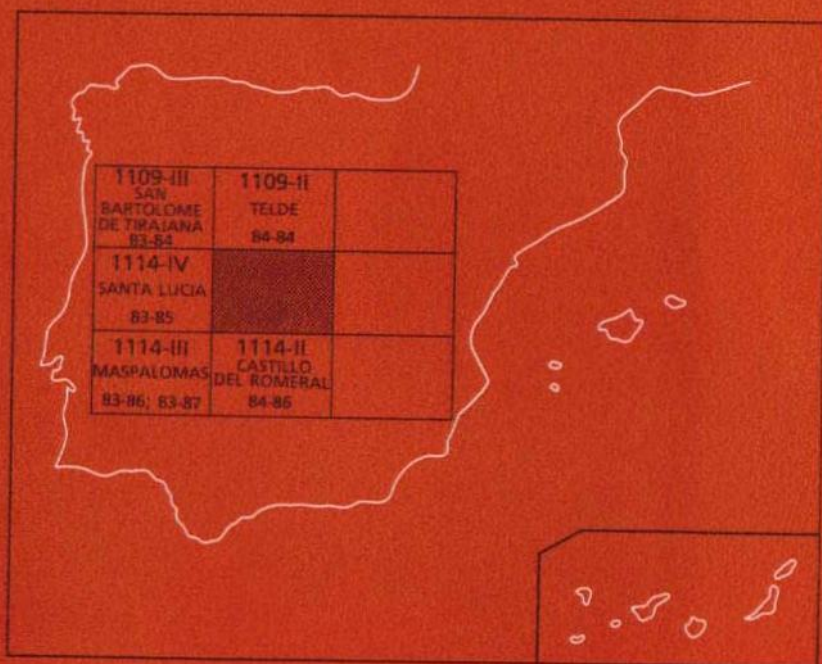 1109-III
SAN
BARTOLOME
DE TIRAJANA
83-84
1109-II
TELDE
84-84
1114-IV
SANTA LUCIA
83-85
1114-III
MASPALOMAS
83-86; 83-87
1114-II
CASTILLO
DEL ROMERAL
84-86